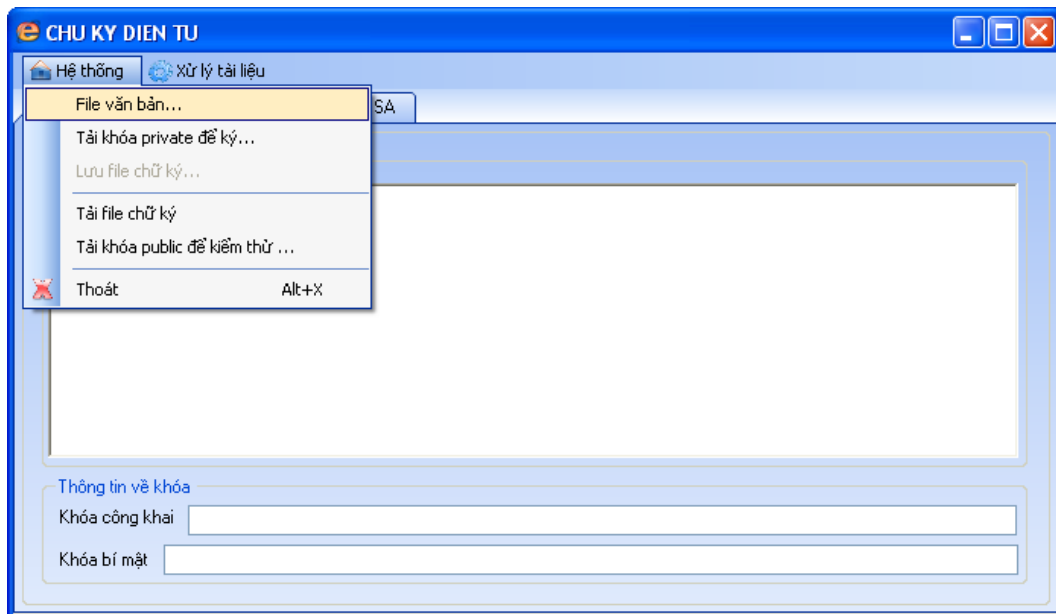 CHU KY DIEN TU
Hệ thống Xử lý tài liệu
File văn bản... SA
Tải khóa private để ký...
Lưu file chữ ký...
Tải file chữ ký
Tải khóa public để kiểm thử ...
Thoát Alt+X
Thông tin về khóa
Khóa công khai
Khóa bí mật